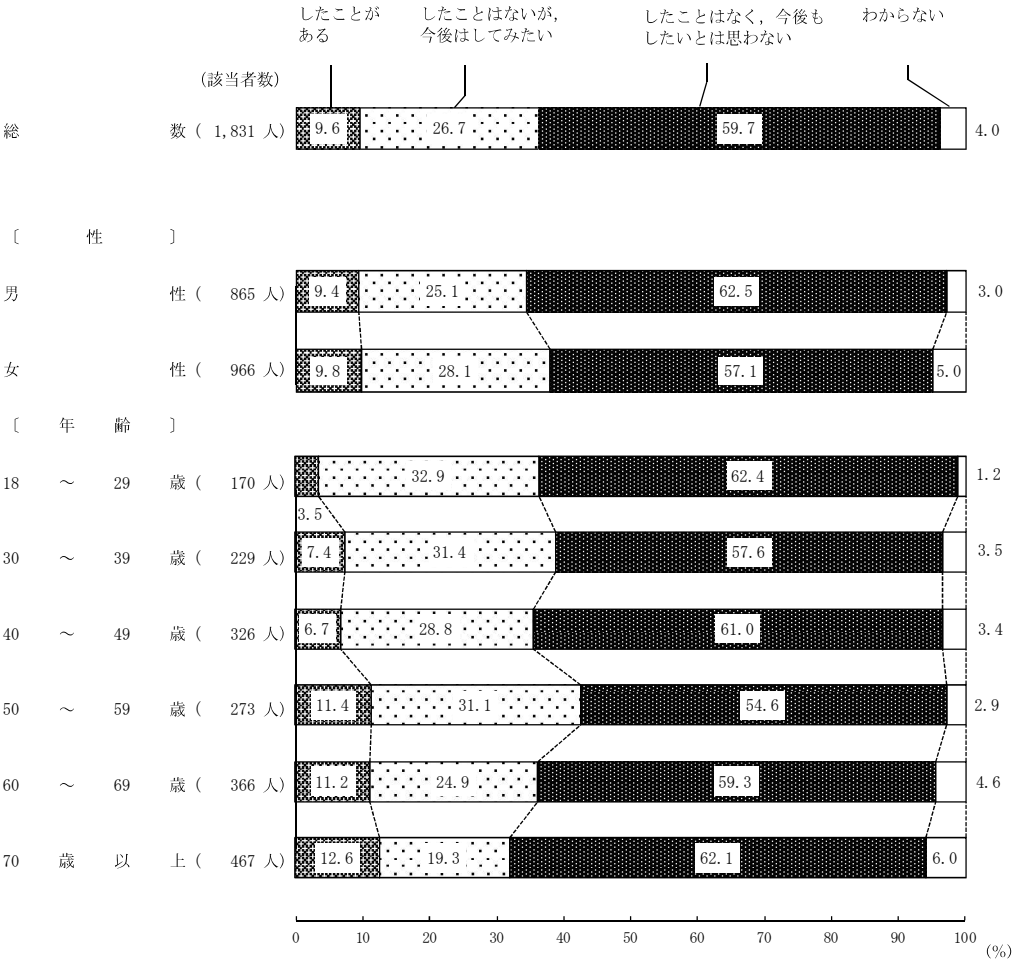 したことが
ある
したことはないが，
今後はしてみたい
したことはなく，今後も
したいとは思わない
わからない
（該当者数）
総 数 ( 1,831 人) 9.6 26.7 59.7 4.0
〔 性 〕
男 性 ( 865 人) 9.4 25.1 62.5 3.0
女 性 ( 966 人) 9.8 28.1 57.1 5.0
〔 年 齢 〕
18 ～ 29 歳 ( 170 人) 32.9 62.4 1.2
3.5
30 ～ 39 歳 ( 229 人) 7.4 31.4 57.6 3.5
40 ～ 49 歳 ( 326 人) 6.7 28.8 61.0 3.4
50 ～ 59 歳 ( 273 人) 11.4 31.1 54.6 2.9
60 ～ 69 歳 ( 366 人) 11.2 24.9 59.3 4.6
70 歳 以 上 ( 467 人) 12.6 19.3 62.1 6.0
0 10 20 30 40 50 60 70 80 90 100
(%)